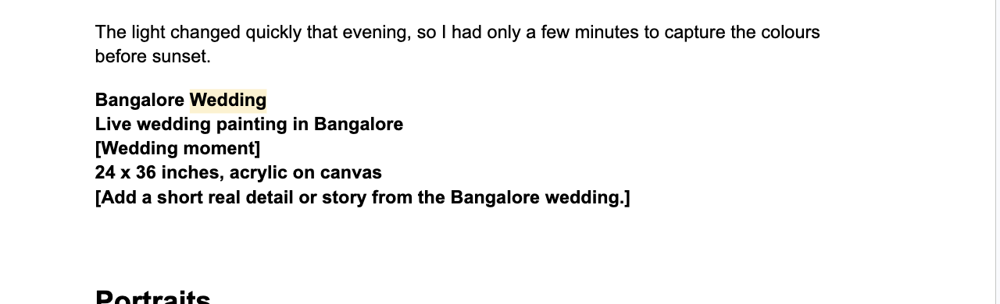 The light changed quickly that evening, so I had only a few minutes to capture the colours
before sunset.
Bangalore Wedding
Live wedding painting in Bangalore
[Wedding moment]
24 x 36 inches, acrylic on canvas
[Add a short real detail or story from the Bangalore wedding.]
Portraits